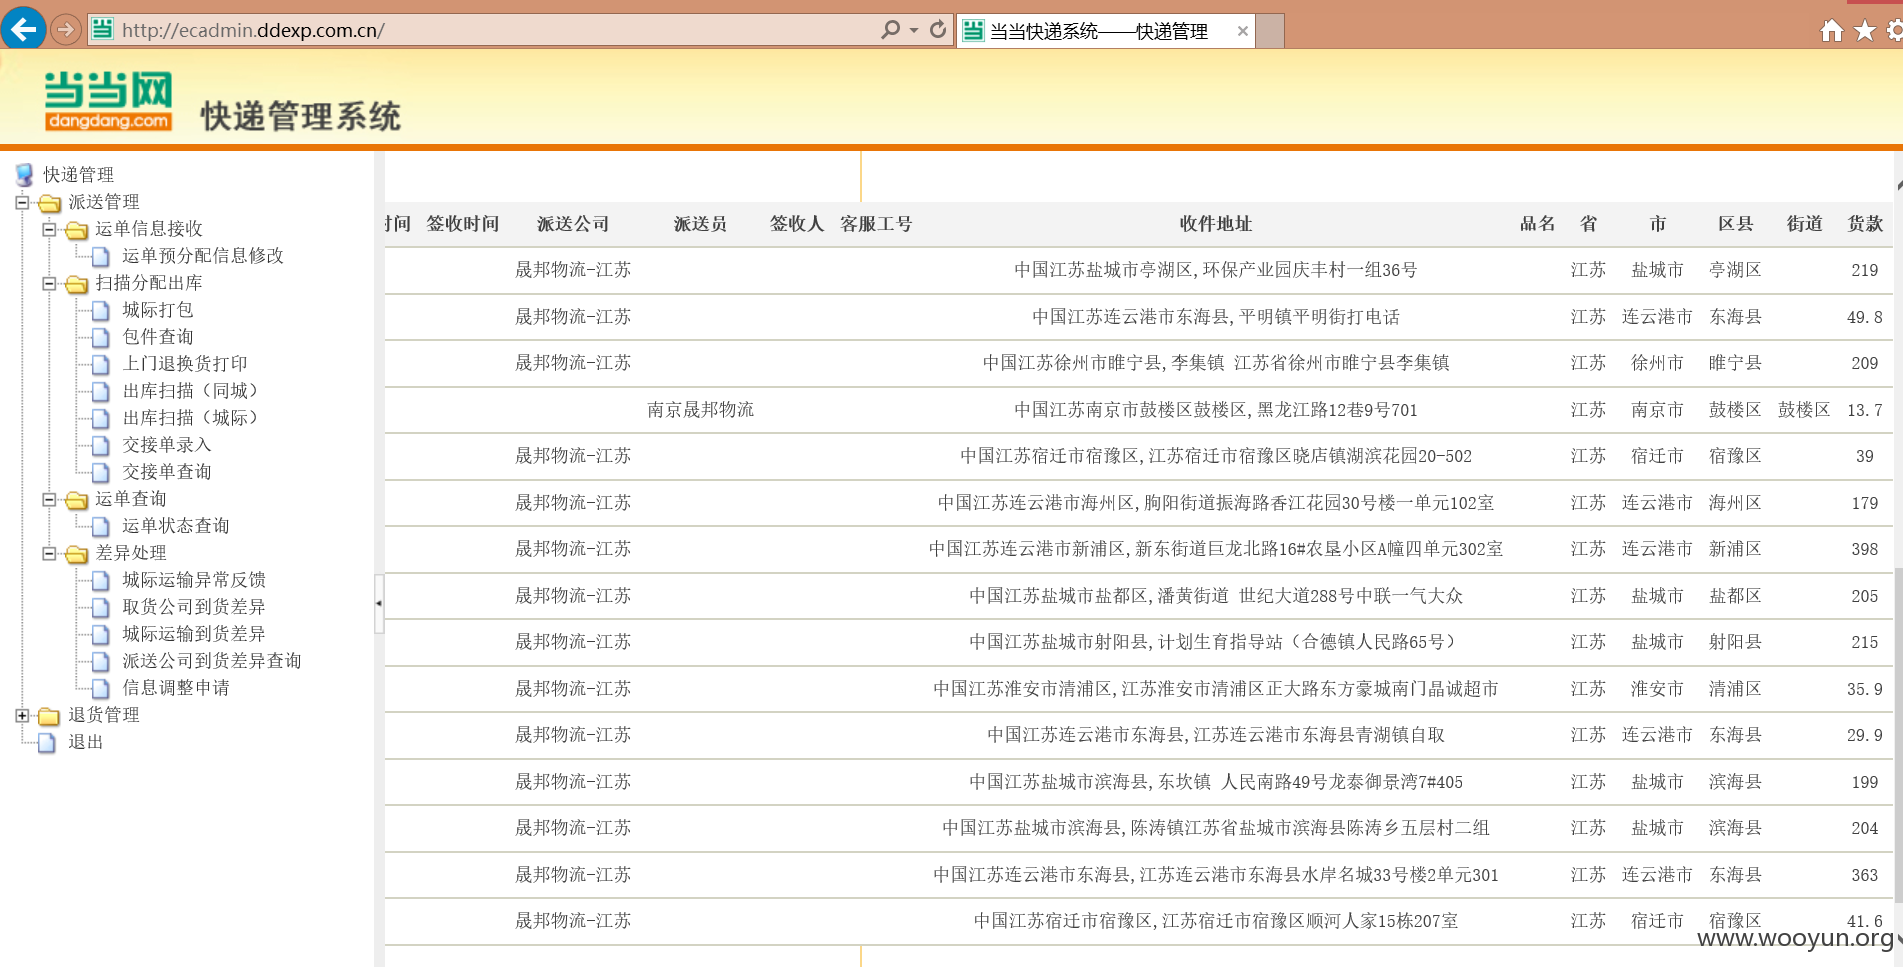 http://ecadmin.ddexp.com.cn/
当当快递系统——快递管理
当当网
dangdang.com
快递管理系统
快递管理
派送管理
运单信息接收
运单预分配信息修改
扫描分配出库
城际打包
包件查询
上门退换货打印
出库扫描（同城）
出库扫描（城际）
交接单录入
交接单查询
运单查询
运单状态查询
差异处理
城际运输异常反馈
取货公司到货差异
城际运输到货差异
派送公司到货差异查询
信息调整申请
退货管理
退出
时间 签收时间 派送公司 派送员 签收人 客服工号 收件地址 品名 省 市 区县 街道 货款
晟邦物流-江苏 中国江苏盐城市亭湖区,环保产业园庆丰村一组36号 江苏 盐城市 亭湖区 219
晟邦物流-江苏 中国江苏连云港市东海县,平明镇平明街打电话 江苏 连云港市 东海县 49.8
晟邦物流-江苏 中国江苏徐州市睢宁县,李集镇 江苏省徐州市睢宁县李集镇 江苏 徐州市 睢宁县 209
南京晟邦物流 中国江苏南京市鼓楼区鼓楼区,黑龙江路12巷9号701 江苏 南京市 鼓楼区 鼓楼区 13.7
晟邦物流-江苏 中国江苏宿迁市宿豫区,江苏宿迁市宿豫区晓店镇湖滨花园20-502 江苏 宿迁市 宿豫区 39
晟邦物流-江苏 中国江苏连云港市海州区,朐阳街道振海路香江花园30号楼一单元102室 江苏 连云港市 海州区 179
晟邦物流-江苏 中国江苏连云港市新浦区,新东街道巨龙北路16#农垦小区A幢四单元302室 江苏 连云港市 新浦区 398
晟邦物流-江苏 中国江苏盐城市盐都区,潘黄街道 世纪大道288号中联一气大众 江苏 盐城市 盐都区 205
晟邦物流-江苏 中国江苏盐城市射阳县,计划生育指导站（合德镇人民路65号） 江苏 盐城市 射阳县 215
晟邦物流-江苏 中国江苏淮安市清浦区,江苏淮安市清浦区正大路东方豪城南门晶诚超市 江苏 淮安市 清浦区 35.9
晟邦物流-江苏 中国江苏连云港市东海县,江苏连云港市东海县青湖镇自取 江苏 连云港市 东海县 29.9
晟邦物流-江苏 中国江苏盐城市滨海县,东坎镇 人民南路49号龙泰御景湾7#405 江苏 盐城市 滨海县 199
晟邦物流-江苏 中国江苏盐城市滨海县,陈涛镇江苏省盐城市滨海县陈涛乡五层村二组 江苏 盐城市 滨海县 204
晟邦物流-江苏 中国江苏连云港市东海县,江苏连云港市东海县水岸名城33号楼2单元301 江苏 连云港市 东海县 363
晟邦物流-江苏 中国江苏宿迁市宿豫区,江苏宿迁市宿豫区顺河人家15栋207室 江苏 宿迁市 宿豫区 41.6
www.wooyun.org